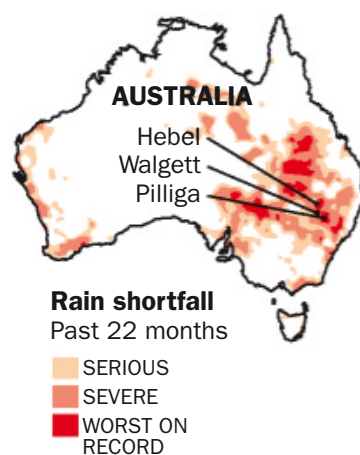 AUSTRALIA
Hebel
Walgett
Pilliga
Rain shortfall
Past 22 months
SERIOUS
SEVERE
WORST ON
RECORD